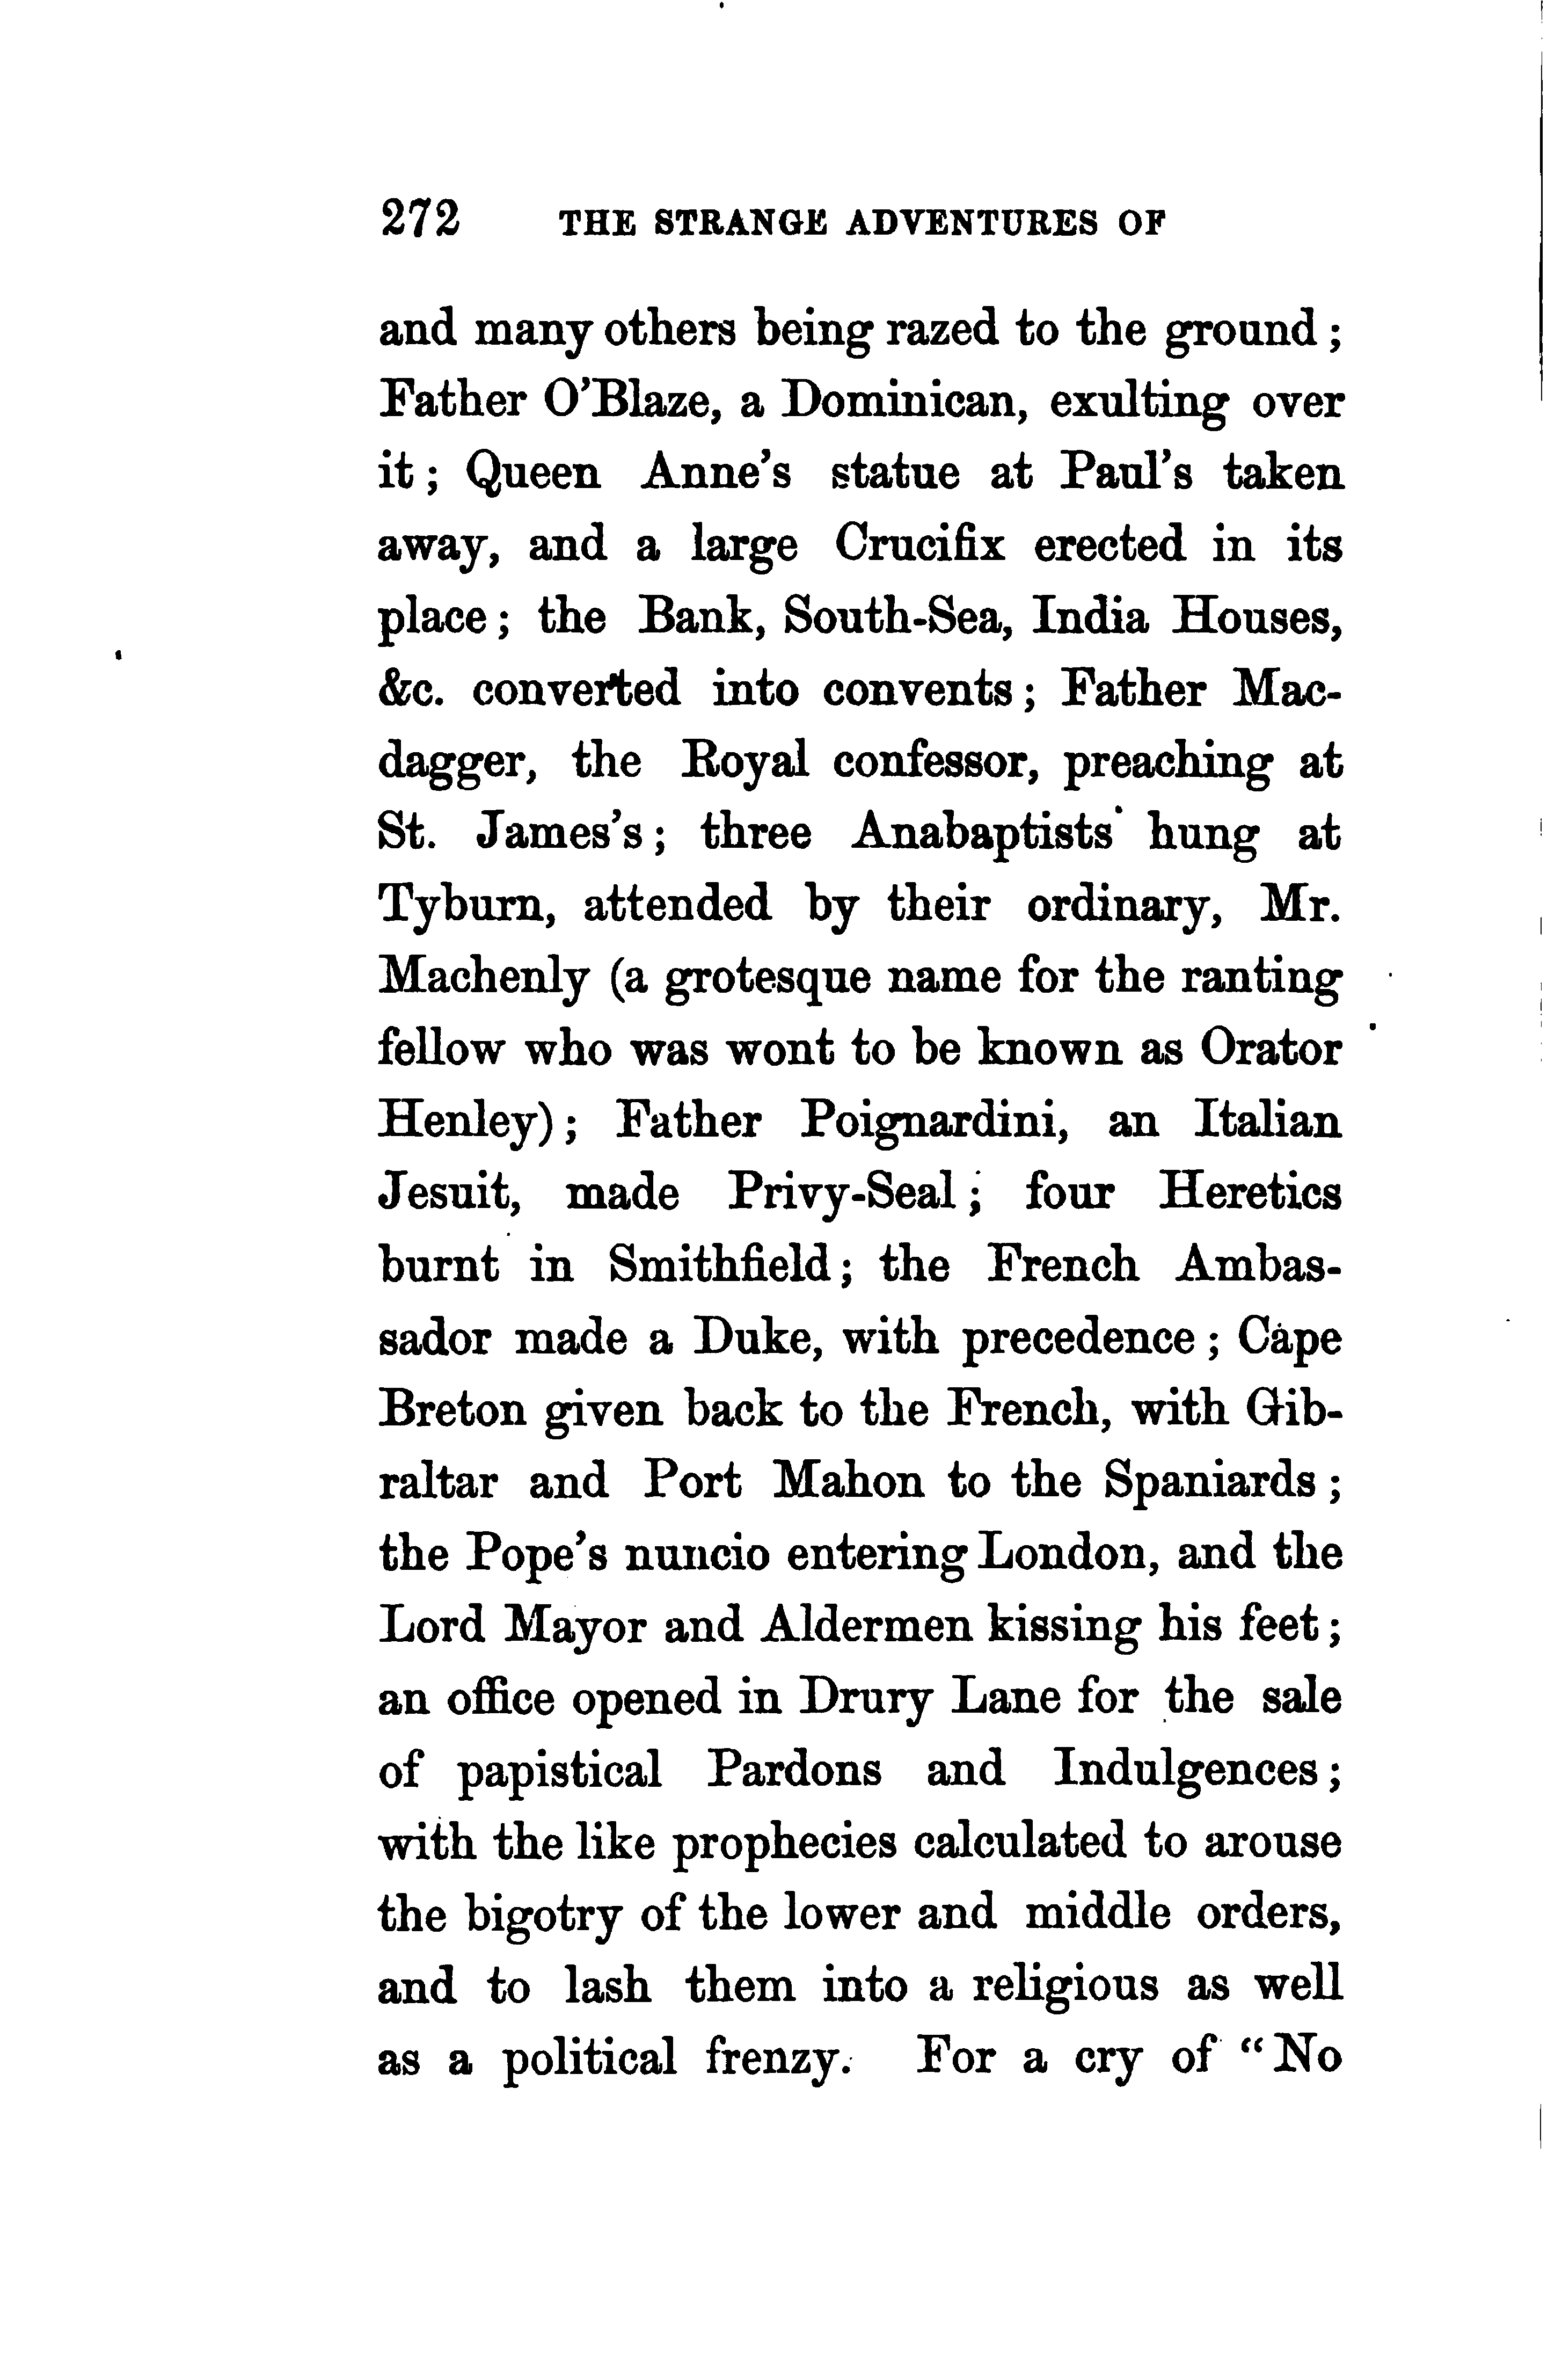 272 THE STRANGE ADVENTURES OF
and many others being razed to the ground;
Father O'Blaze, a Dominican, exulting over
it; Queen Anne's statue at Paul's taken
away, and a large Crucifix erected in its
place; the Bank, South-Sea, India Houses,
&c. converted into convents; Father Mac-
dagger, the Royal confessor, preaching at
St. James's; three Anabaptists hung at
Tyburn, attended by their ordinary, Mr.
Machenly (a grotesque name for the ranting
fellow who was wont to be known as Orator
Henley); Father Poignardini, an Italian
Jesuit, made Privy-Seal; four Heretics
burnt in Smithfield; the French Ambas-
sador made a Duke, with precedence; Cape
Breton given back to the French, with Gib-
raltar and Port Mahon to the Spaniards;
the Pope's nuncio entering London, and the
Lord Mayor and Aldermen kissing his feet;
an office opened in Drury Lane for the sale
of papistical Pardons and Indulgences;
with the like prophecies calculated to arouse
the bigotry of the lower and middle orders,
and to lash them into a religious as well
as a political frenzy. For a cry of "No